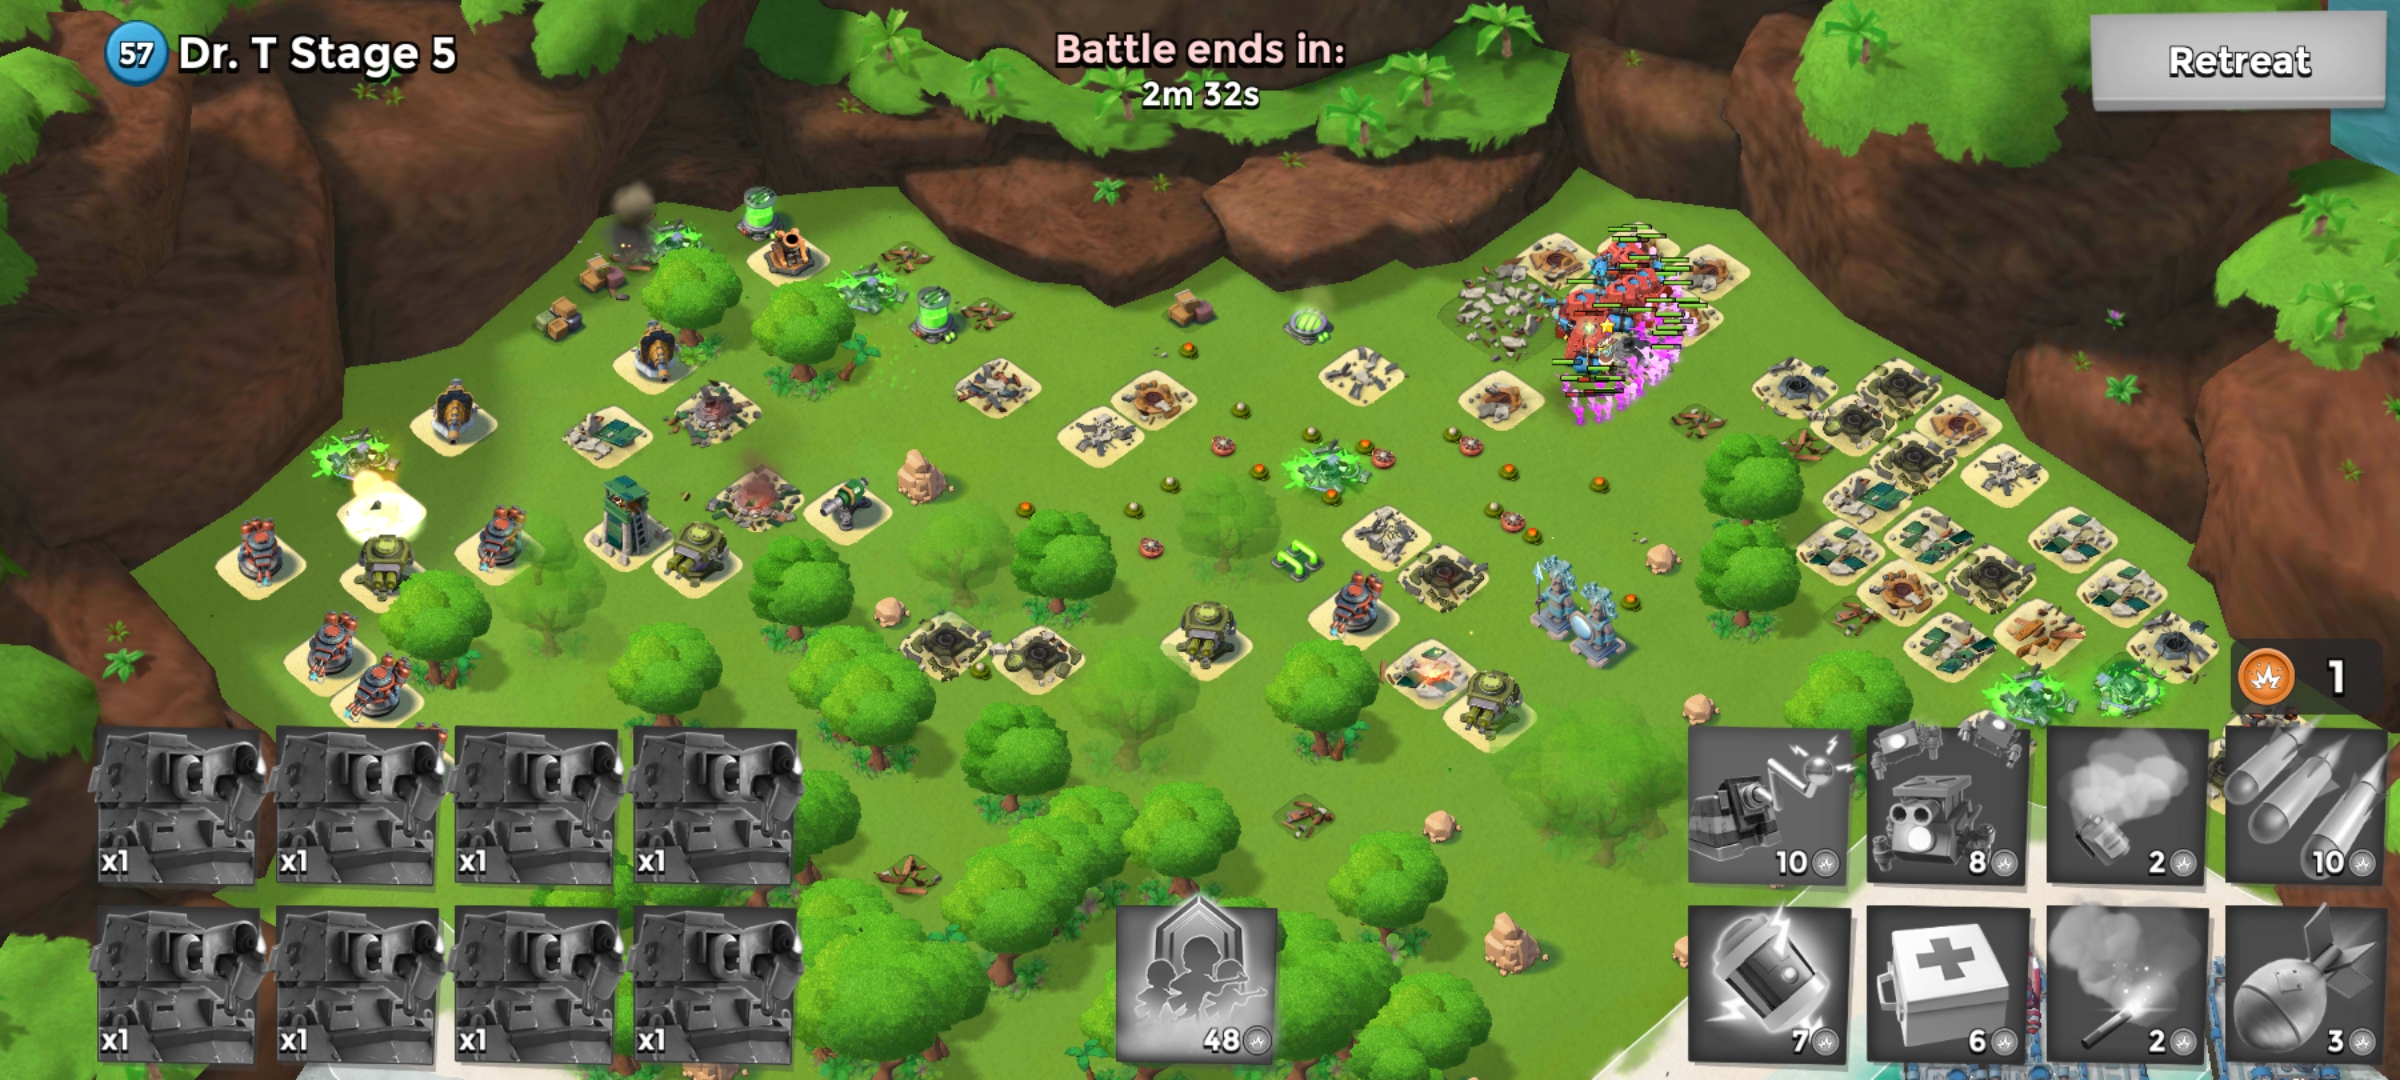 57 Dr. T Stage 5
Battle ends in:
2m 32s
Retreat
1
x1 x1 x1 x1
10 8 2 10
x1 x1 x1 x1
48
7 6 2 3